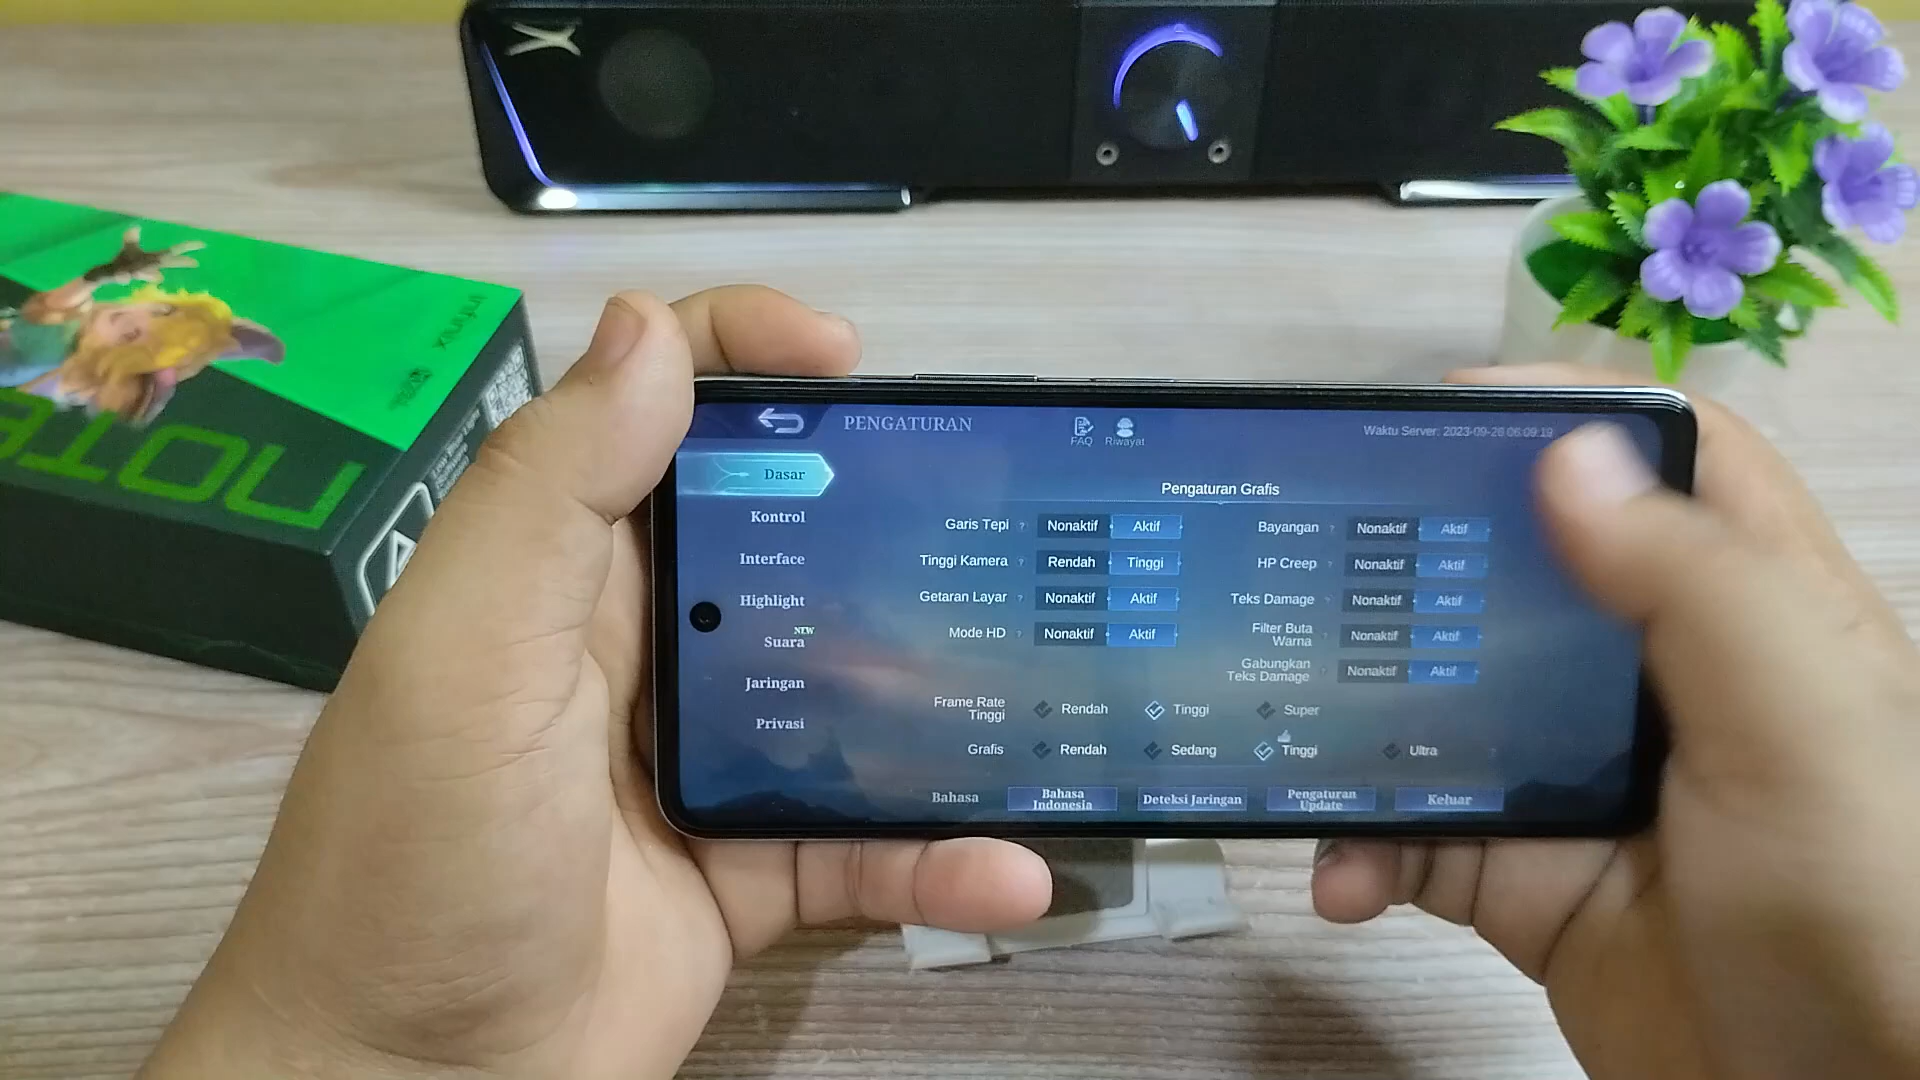 infinix
NOTE
PENGATURAN
FAQ
Riwayat
Waktu Server: 2023-09-28 06:09:19
Dasar
Kontrol
Interface
Highlight
NEW
Suara
Jaringan
Privasi
Pengaturan Grafis
Garis Tepi ? Nonaktif Aktif
Bayangan ? Nonaktif Aktif
Tinggi Kamera ? Rendah Tinggi
HP Creep ? Nonaktif Aktif
Getaran Layar ? Nonaktif Aktif
Teks Damage ? Nonaktif Aktif
Mode HD ? Nonaktif Aktif
Filter Buta
Warna ? Nonaktif Aktif
Gabungkan
Teks Damage ? Nonaktif Aktif
Frame Rate
Tinggi Rendah Tinggi Super
Grafis Rendah Sedang Tinggi Ultra
Bahasa
Bahasa
Indonesia
Deteksi Jaringan
Pengaturan
Update
Keluar